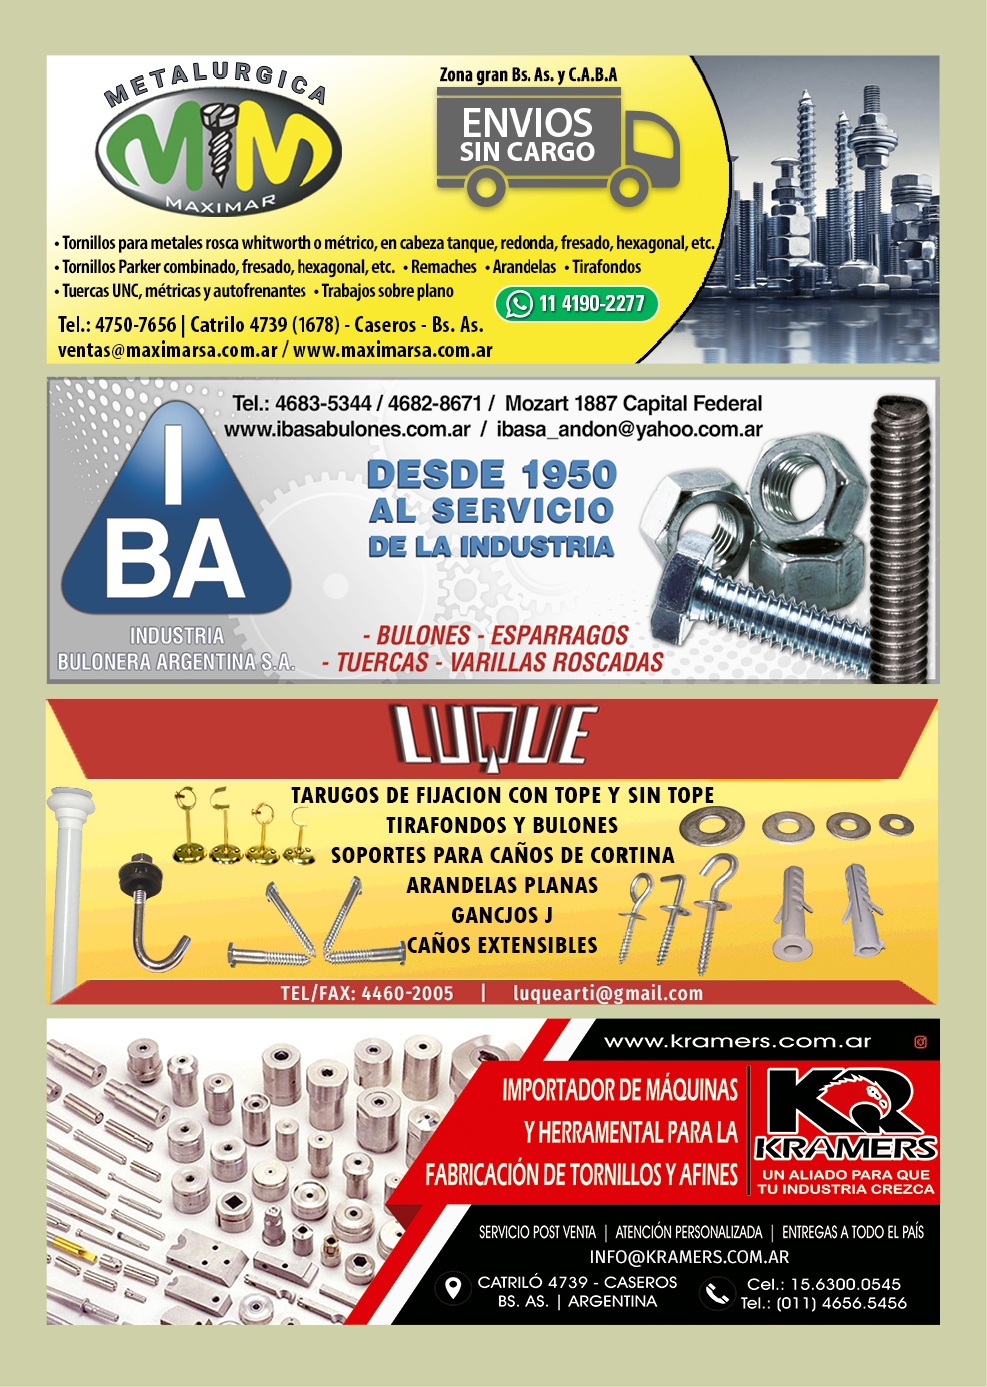 METALURGICA
MM
MAXIMAR
Zona gran Bs. As. y C.A.B.A
ENVIOS
SIN CARGO
• Tornillos para metales rosca whitworth o métrico, en cabeza tanque, redonda, fresado, hexagonal, etc.
• Tornillos Parker combinado, fresado, hexagonal, etc. • Remaches • Arandelas • Tirafondos
• Tuercas UNC, métricas y autofrenantes • Trabajos sobre plano
11 4190-2277
Tel.: 4750-7656 | Catrilo 4739 (1678) - Caseros - Bs. As.
ventas@maximarsa.com.ar / www.maximarsa.com.ar
Tel.: 4683-5344 / 4682-8671 / Mozart 1887 Capital Federal
www.ibasabulones.com.ar / ibasa_andon@yahoo.com.ar
I
BA
INDUSTRIA
BULONERA ARGENTINA S.A.
DESDE 1950
AL SERVICIO
DE LA INDUSTRIA
- BULONES - ESPARRAGOS
- TUERCAS - VARILLAS ROSCADAS
LUQUE
TARUGOS DE FIJACION CON TOPE Y SIN TOPE
TIRAFONDOS Y BULONES
SOPORTES PARA CAÑOS DE CORTINA
ARANDELAS PLANAS
GANCJOS J
CAÑOS EXTENSIBLES
TEL/FAX: 4460-2005 | luquearti@gmail.com
www.kramers.com.ar
IMPORTADOR DE MÁQUINAS
Y HERRAMENTAL PARA LA
FABRICACIÓN DE TORNILLOS Y AFINES
KR
KRAMERS
UN ALIADO PARA QUE
TU INDUSTRIA CREZCA
SERVICIO POST VENTA | ATENCIÓN PERSONALIZADA | ENTREGAS A TODO EL PAÍS
INFO@KRAMERS.COM.AR
CATRILÓ 4739 - CASEROS
BS. AS. | ARGENTINA
Cel.: 15.6300.0545
Tel.: (011) 4656.5456